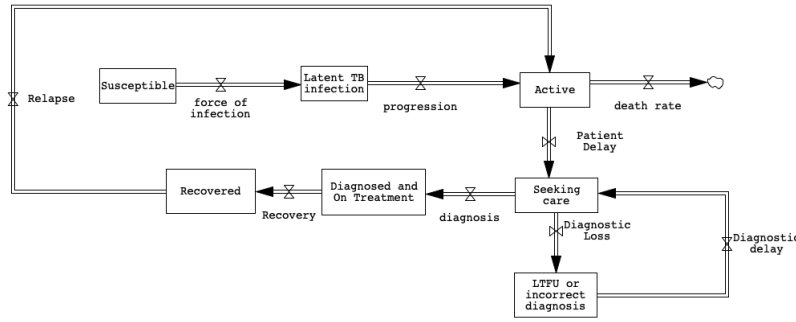 Susceptible
force of
infection
Latent TB
infection
progression
Active
death rate
Relapse
Patient
Delay
Recovered
Recovery
Diagnosed and
On Treatment
diagnosis
Seeking
care
Diagnostic
Loss
Diagnostic
delay
LTFU or
incorrect
diagnosis